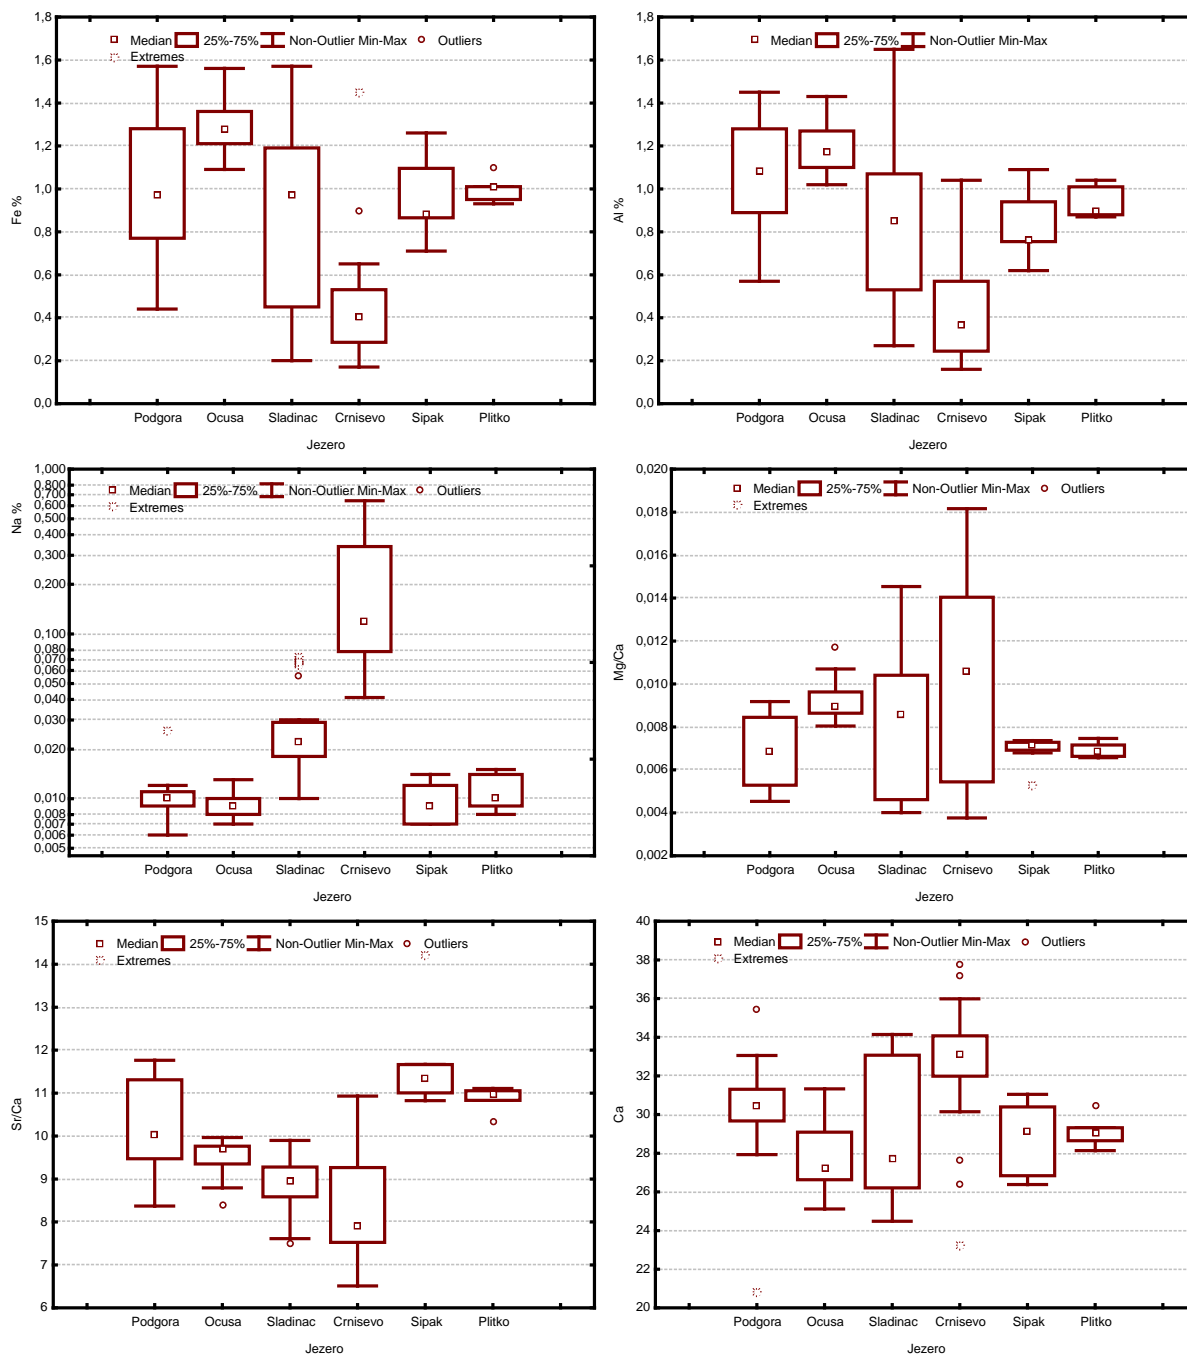 1,8
1,6
1,4
1,2
1,0
0,8
0,6
0,4
0,2
0,0
Fe %
Median 25%-75% Non-Outlier Min-Max Outliers
Extremes
Podgora Ocusa Sladinac Crnisevo Sipak Plitko
Jezero
1,8
1,6
1,4
1,2
1,0
0,8
0,6
0,4
0,2
0,0
Al %
Median 25%-75% Non-Outlier Min-Max
Podgora Ocusa Sladinac Crnisevo Sipak Plitko
Jezero
1,000
0,800
0,700
0,600
0,500
0,400
0,300
0,200
0,100
0,080
0,070
0,060
0,050
0,040
0,030
0,020
0,010
0,008
0,007
0,006
0,005
Na %
Median 25%-75% Non-Outlier Min-Max Outliers
Extremes
Podgora Ocusa Sladinac Crnisevo Sipak Plitko
Jezero
0,020
0,018
0,016
0,014
0,012
0,010
0,008
0,006
0,004
0,002
Mg/Ca
Median 25%-75% Non-Outlier Min-Max Outliers
Extremes
Podgora Ocusa Sladinac Crnisevo Sipak Plitko
Jezero
15
14
13
12
11
10
9
8
7
6
Sr/Ca
Median 25%-75% Non-Outlier Min-Max Outliers
Extremes
Podgora Ocusa Sladinac Crnisevo Sipak Plitko
Jezero
40
38
36
34
32
30
28
26
24
22
20
Ca
Median 25%-75% Non-Outlier Min-Max Outliers
Extremes
Podgora Ocusa Sladinac Crnisevo Sipak Plitko
Jezero